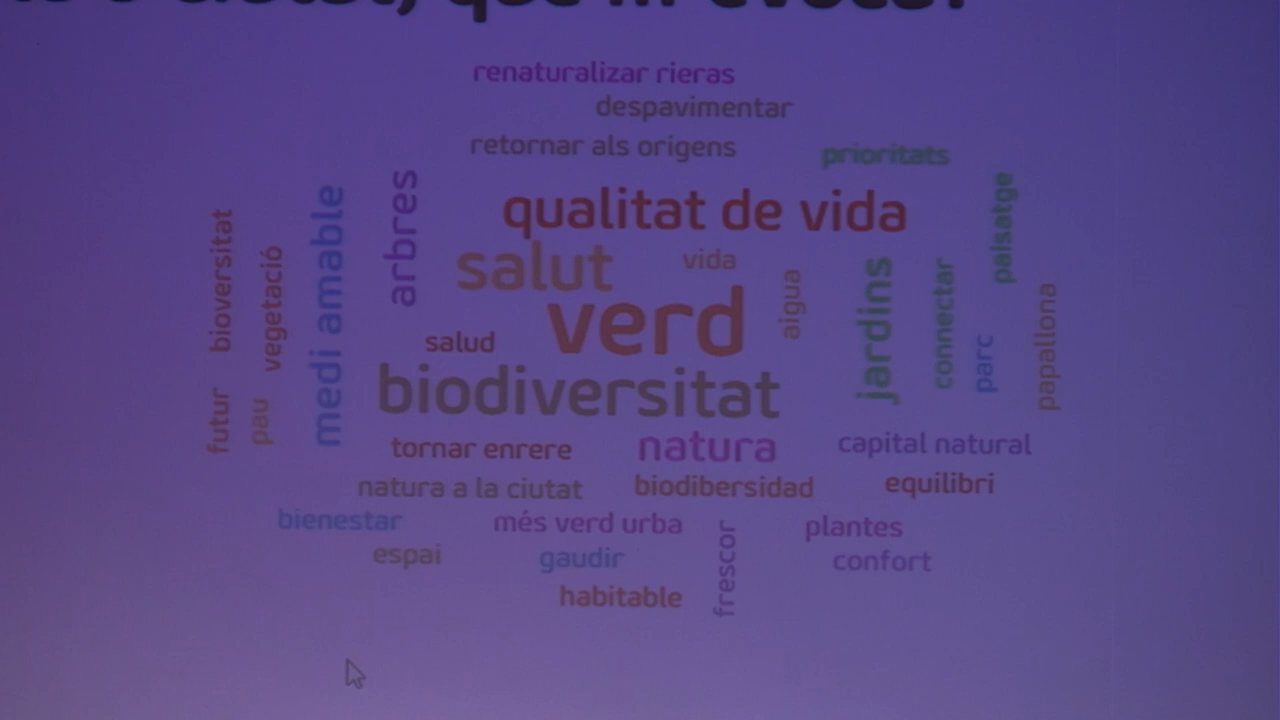 renaturalizar rieras
despavimentar
retornar als orígens
prioritats
qualitat de vida
paisatge
arbres
medi amable
bioversitat
vegetació
salut
vida
aigua
jardins
connectar
parc
papallona
verd
salud
biodiversitat
futur
pau
tornar enrere
natura
capital natural
natura a la ciutat
biodibersidad
equilibri
bienestar
més verd urba
plantes
frescor
espai
gaudir
confort
habitable